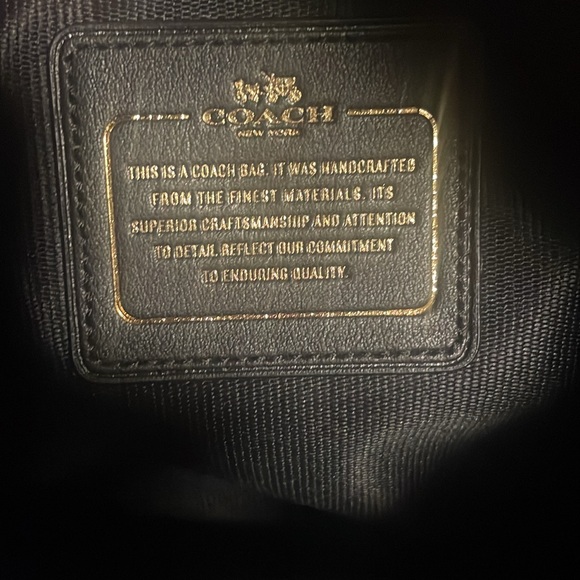 COACH
NEW YORK
THIS IS A COACH BAG. IT WAS HANDCRAFTED
FROM THE FINEST MATERIALS. ITS
SUPERIOR CRAFTSMANSHIP AND ATTENTION
TO DETAIL REFLECT OUR COMMITMENT
TO ENDURING QUALITY.